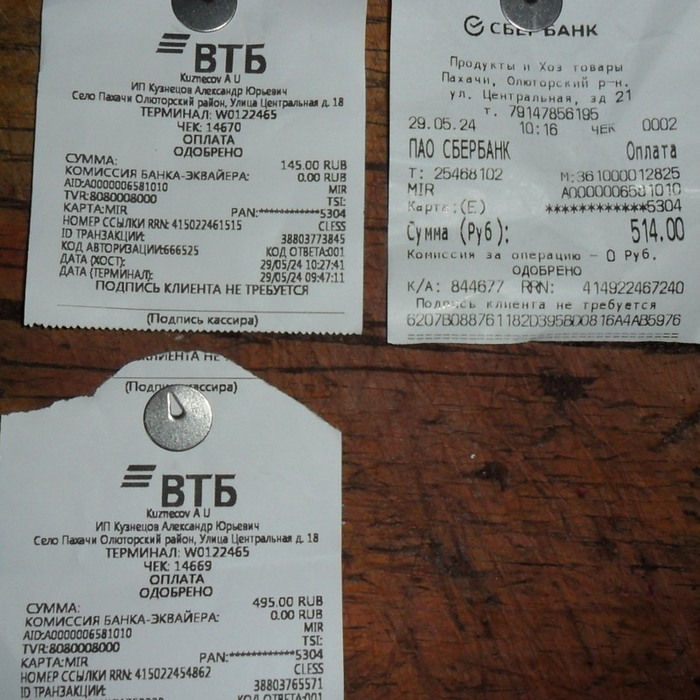 ВТБ
Kuznecov A U
ИП Кузнецов Александр Юрьевич
Село Пахачи Олюторский район, Улица Центральная д. 18
ТЕРМИНАЛ: W0122465
ЧЕК: 14670
ОПЛАТА
ОДОБРЕНО
СУММА: 145.00 RUB
КОМИССИЯ БАНКА-ЭКВАЙЕРА: 0.00 RUB
AID:A0000006581010 MIR
TVR:8080008000 TSI:
КАРТА:MIR PAN:************5304
НОМЕР ССЫЛКИ RRN: 415022461515 CLESS
ID ТРАНЗАКЦИИ: 38803773845
КОД АВТОРИЗАЦИИ:666525 КОД ОТВЕТА:001
ДАТА (ХОСТ): 29/05/24 10:27:41
ДАТА (ТЕРМИНАЛ): 29/05/24 09:47:11
ПОДПИСЬ КЛИЕНТА НЕ ТРЕБУЕТСЯ
(Подпись кассира)
СБЕРБАНК
Продукты и Хоз товары
Пахачи, Олюторский р-н.
ул. Центральная, зд 21
т. 79147856195
29.05.24 10:16 ЧЕК 0002
ПАО СБЕРБАНК Оплата
Т: 25468102 М:361000012825
MIR A0000006581010
Карта:(E) ************5304
Сумма (Руб): 514.00
Комиссия за операцию - 0 Руб.
ОДОБРЕНО
К/А: 844677 RRN: 414922467240
Подпись клиента не требуется
6207B088761182D395BD0816A4AB5976
КЛИЕНТА НЕ
(Подпись кассира)
ВТБ
Kuznecov A U
ИП Кузнецов Александр Юрьевич
Село Пахачи Олюторский район, Улица Центральная д. 18
ТЕРМИНАЛ: W0122465
ЧЕК: 14669
ОПЛАТА
ОДОБРЕНО
СУММА: 495.00 RUB
КОМИССИЯ БАНКА-ЭКВАЙЕРА: 0.00 RUB
AID:A0000006581010 MIR
TVR:8080008000 TSI:
КАРТА:MIR PAN:************5304
НОМЕР ССЫЛКИ RRN: 415022454862 CLESS
ID ТРАНЗАКЦИИ: 38803765571
КОД ОТВЕТА:001